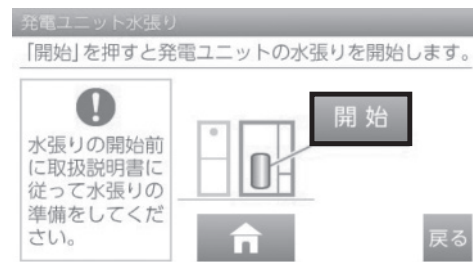 発電ユニット水張り
「開始」を押すと発電ユニットの水張りを開始します。
水張りの開始前
に取扱説明書に
従って水張りの
準備をしてくだ
さい。
開始
戻る